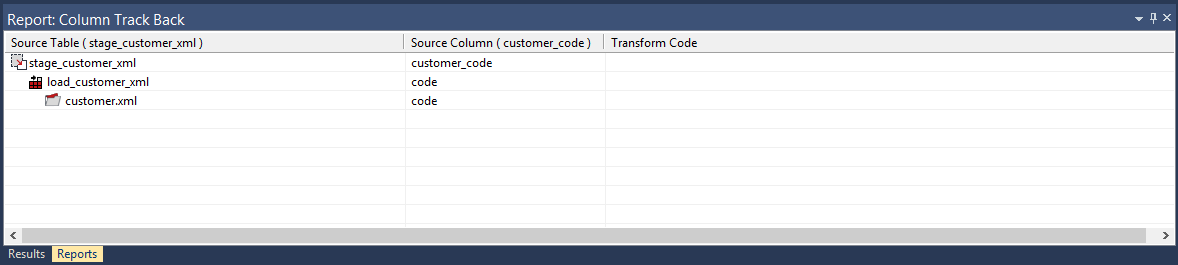 Report: Column Track Back
Source Table ( stage_customer_xml ) Source Column ( customer_code ) Transform Code
stage_customer_xml customer_code
load_customer_xml code
customer.xml code
Results Reports